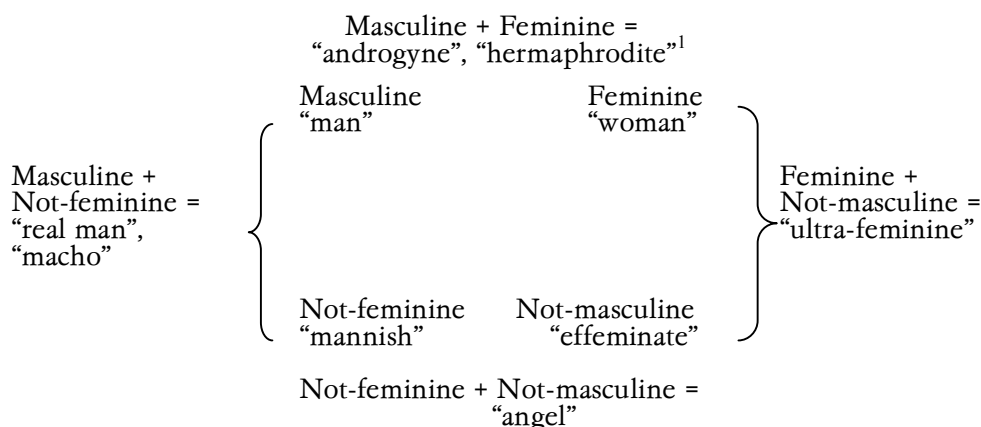 Masculine + Feminine =
“androgyne”, “hermaphrodite”1
Masculine
“man”
Feminine
“woman”
Masculine +
Not-feminine =
“real man”,
“macho”
Feminine +
Not-masculine =
“ultra-feminine”
Not-feminine
“mannish”
Not-masculine
“effeminate”
Not-feminine + Not-masculine =
“angel”